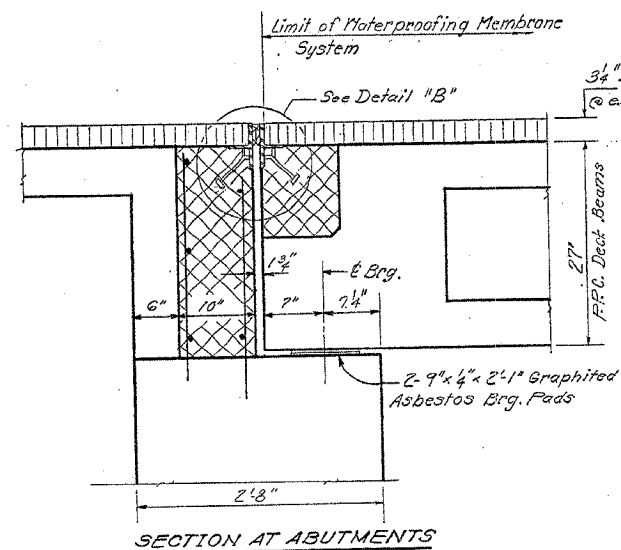 Limit of Waterproofing Membrane
System
See Detail "B"
3¼"
@ e
1¾"
℄ Brg.
6"
10"
7"
7¼"
27"
P.P.C. Deck Beams
2-9"x¼"x2'-1" Graphited
Asbestos Brg. Pads
2'-8"
SECTION AT ABUTMENTS